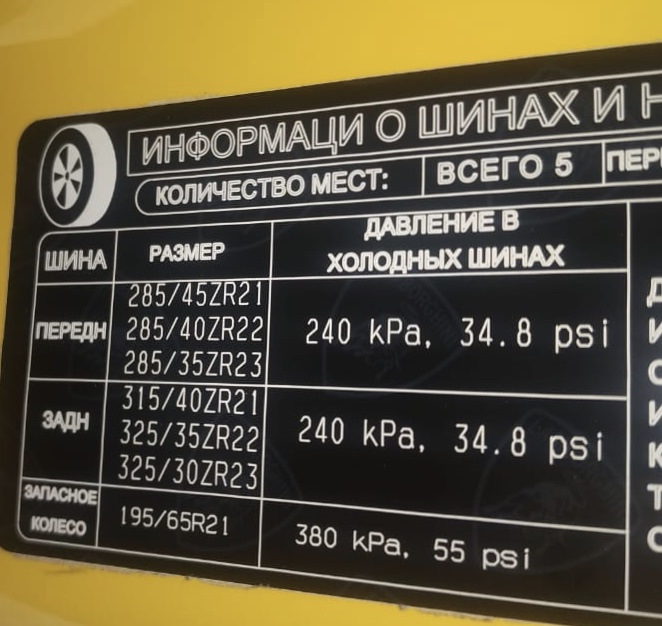 ИНФОРМАЦИ О ШИНАХ И
КОЛИЧЕСТВО МЕСТ: ВСЕГО 5
ШИНА РАЗМЕР ДАВЛЕНИЕ В
ХОЛОДНЫХ ШИНАХ
ПЕРЕДН 285/45ZR21
285/40ZR22
285/35ZR23
240 kPa, 34.8 psi
ЗАДН 315/40ZR21
325/35ZR22
325/30ZR23
240 kPa, 34.8 psi
ЗАПАСНОЕ
КОЛЕСО
195/65R21
380 kPa, 55 psi